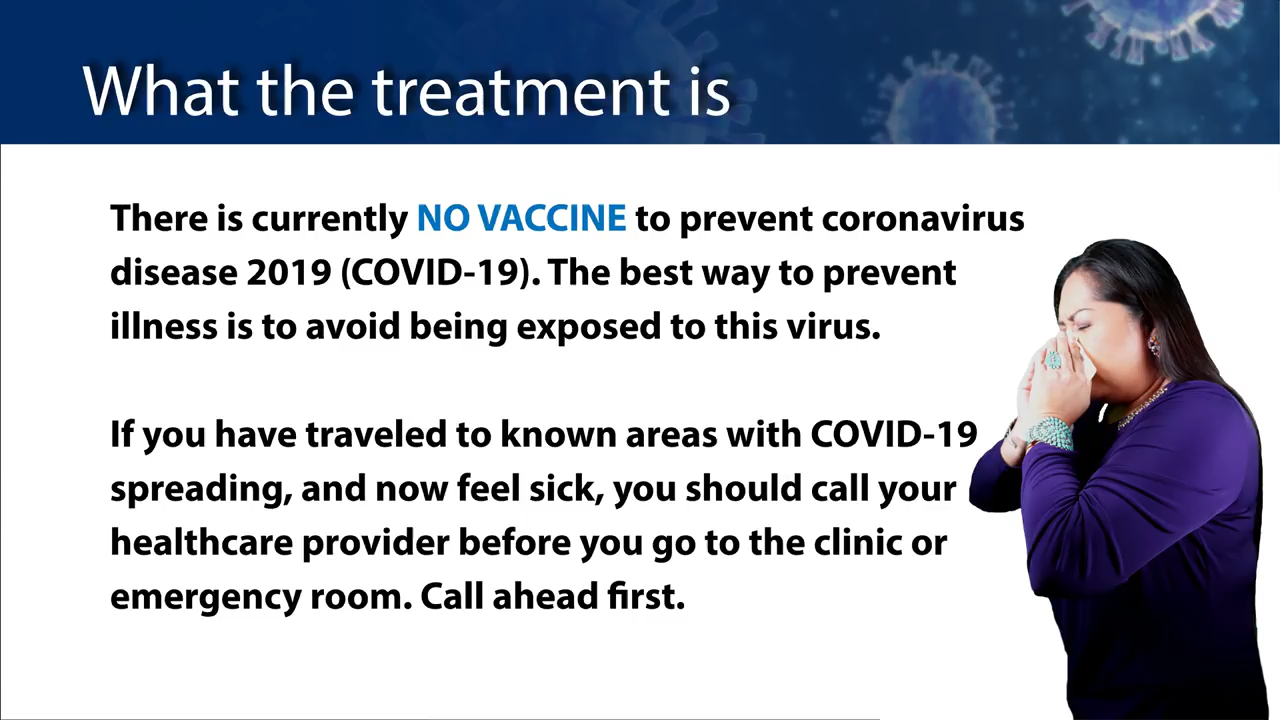 What the treatment is
There is currently NO VACCINE to prevent coronavirus
disease 2019 (COVID-19). The best way to prevent
illness is to avoid being exposed to this virus.
If you have traveled to known areas with COVID-19
spreading, and now feel sick, you should call your
healthcare provider before you go to the clinic or
emergency room. Call ahead first.